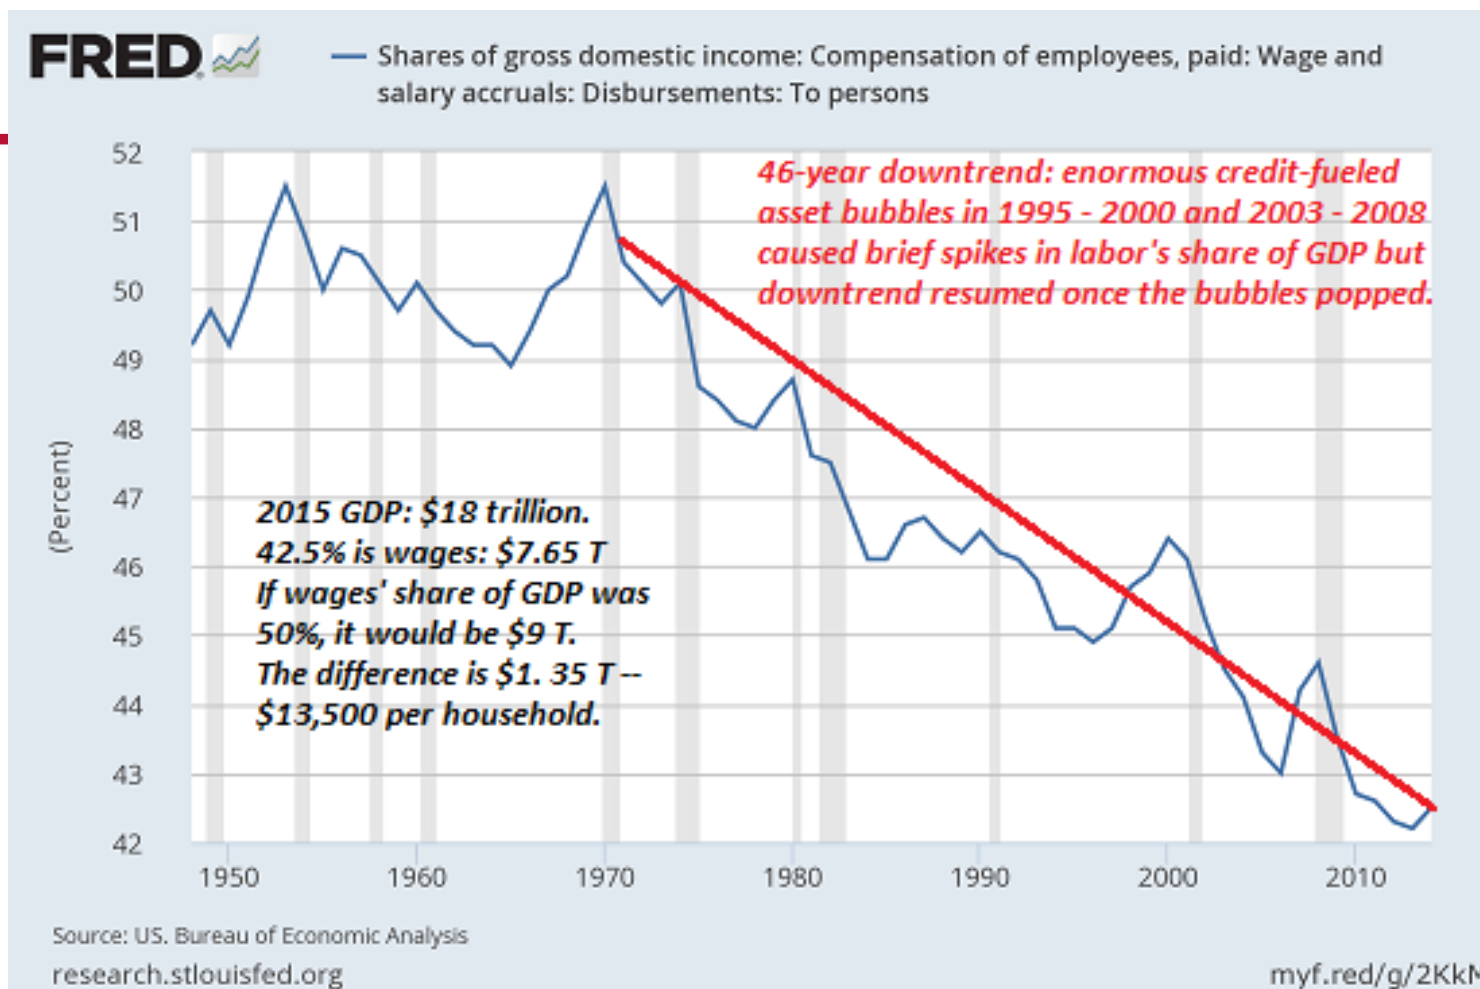 FRED
Shares of gross domestic income: Compensation of employees, paid: Wage and
salary accruals: Disbursements: To persons
52
51
50
49
48
47
46
45
44
43
42
(Percent)
46-year downtrend: enormous credit-fueled
asset bubbles in 1995 - 2000 and 2003 - 2008
caused brief spikes in labor's share of GDP but
downtrend resumed once the bubbles popped.
2015 GDP: $18 trillion.
42.5% is wages: $7.65 T
If wages' share of GDP was
50%, it would be $9 T.
The difference is $1. 35 T --
$13,500 per household.
1950 1960 1970 1980 1990 2000 2010
Source: US. Bureau of Economic Analysis
research.stlouisfed.org
myf.red/g/2KkN